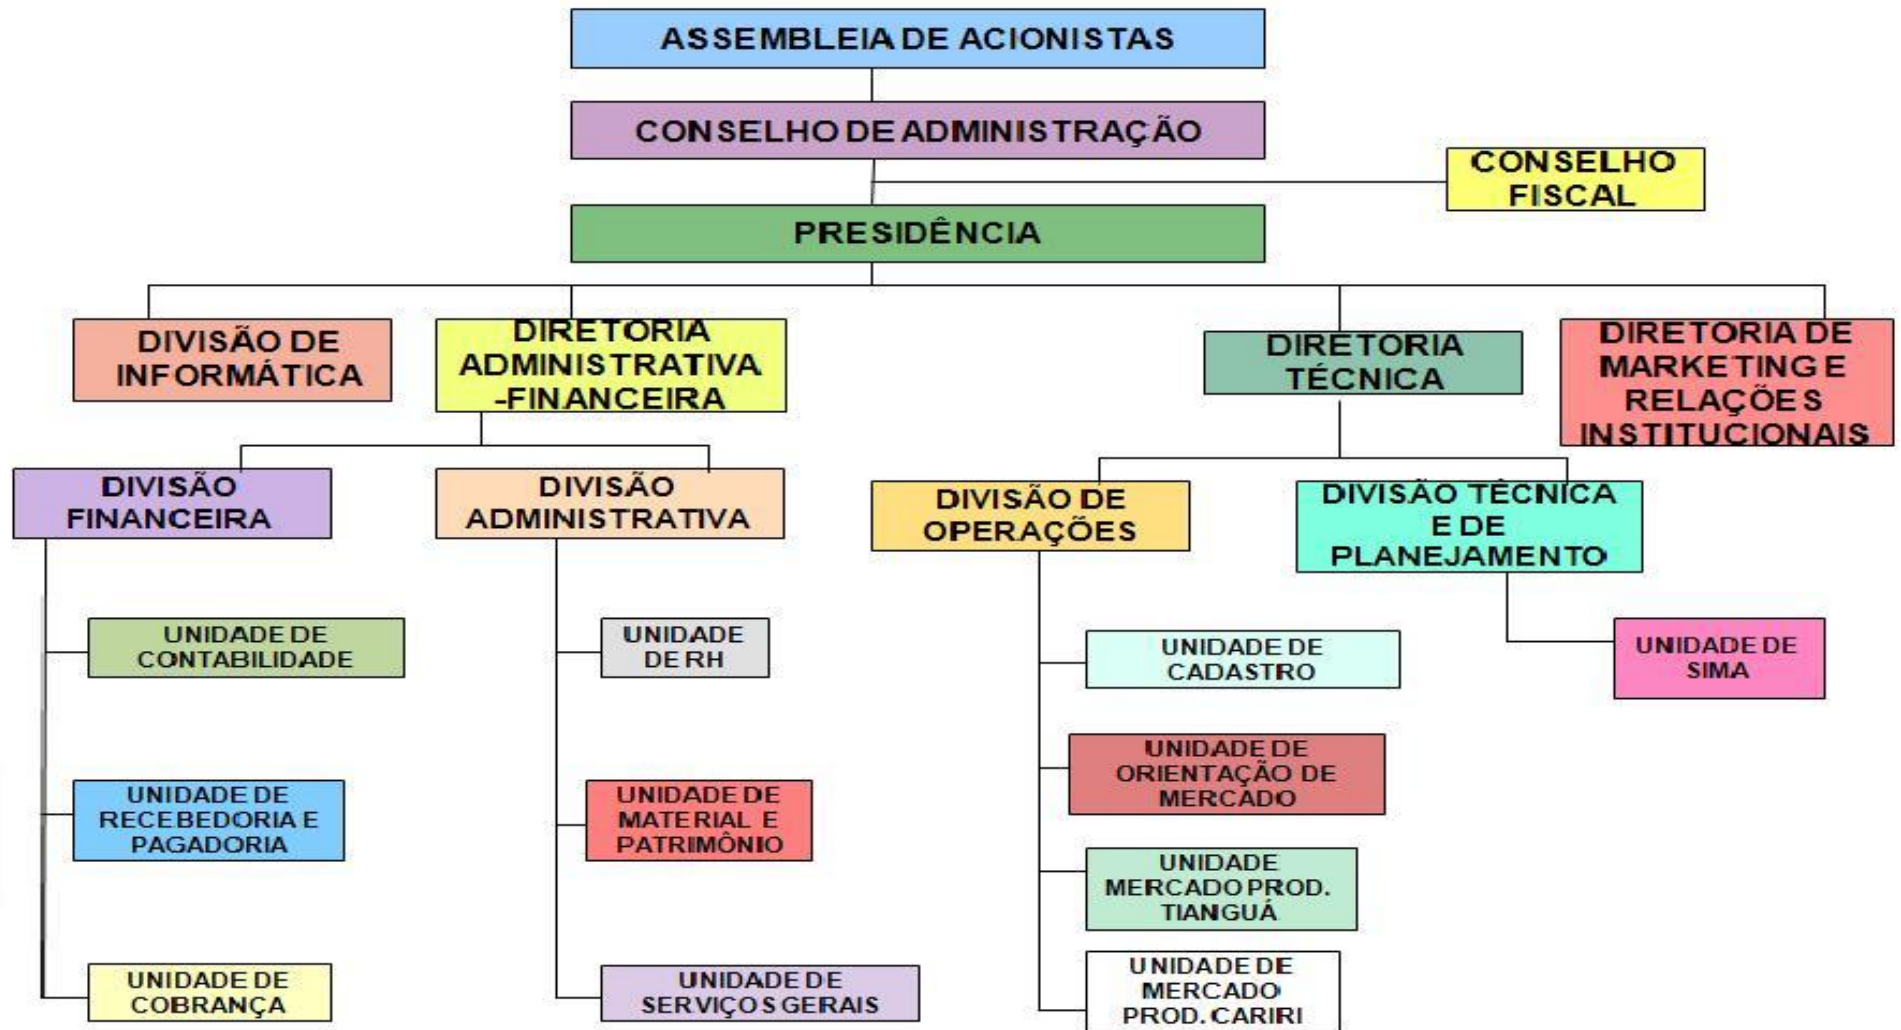 ASSEMBLEIA DE ACIONISTAS
CONSELHO DE ADMINISTRAÇÃO
CONSELHO
FISCAL
PRESIDÊNCIA
DIVISÃO DE
INFORMÁTICA
DIRETORIA
ADMINISTRATIVA
-FINANCEIRA
DIRETORIA
TÉCNICA
DIRETORIA DE
MARKETING E
RELAÇÕES
INSTITUCIONAIS
DIVISÃO
FINANCEIRA
DIVISÃO
ADMINISTRATIVA
DIVISÃO DE
OPERAÇÕES
DIVISÃO TÉCNICA
E DE
PLANEJAMENTO
UNIDADE DE
CONTABILIDADE
UNIDADE
DE RH
UNIDADE DE
CADASTRO
UNIDADE DE
SIMA
UNIDADE DE
RECEBEDORIA E
PAGADORIA
UNIDADE DE
MATERIAL E
PATRIMÔNIO
UNIDADE DE
ORIENTAÇÃO DE
MERCADO
UNIDADE
MERCADO PROD.
TIANGUÁ
UNIDADE DE
COBRANÇA
UNIDADE DE
SERVIÇOS GERAIS
UNIDADE DE
MERCADO
PROD. CARIRI